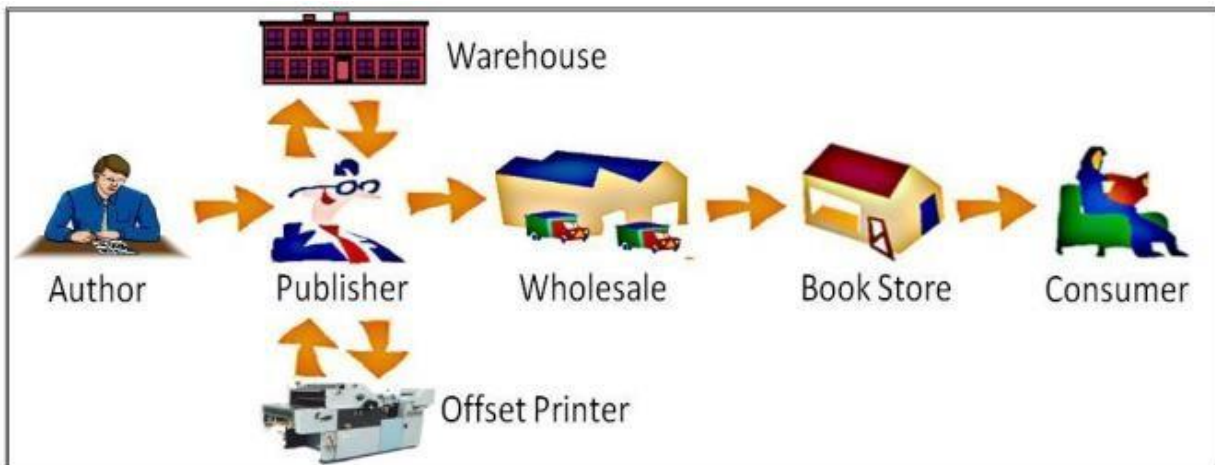 Warehouse
Author
Publisher
Wholesale
Book Store
Consumer
Offset Printer